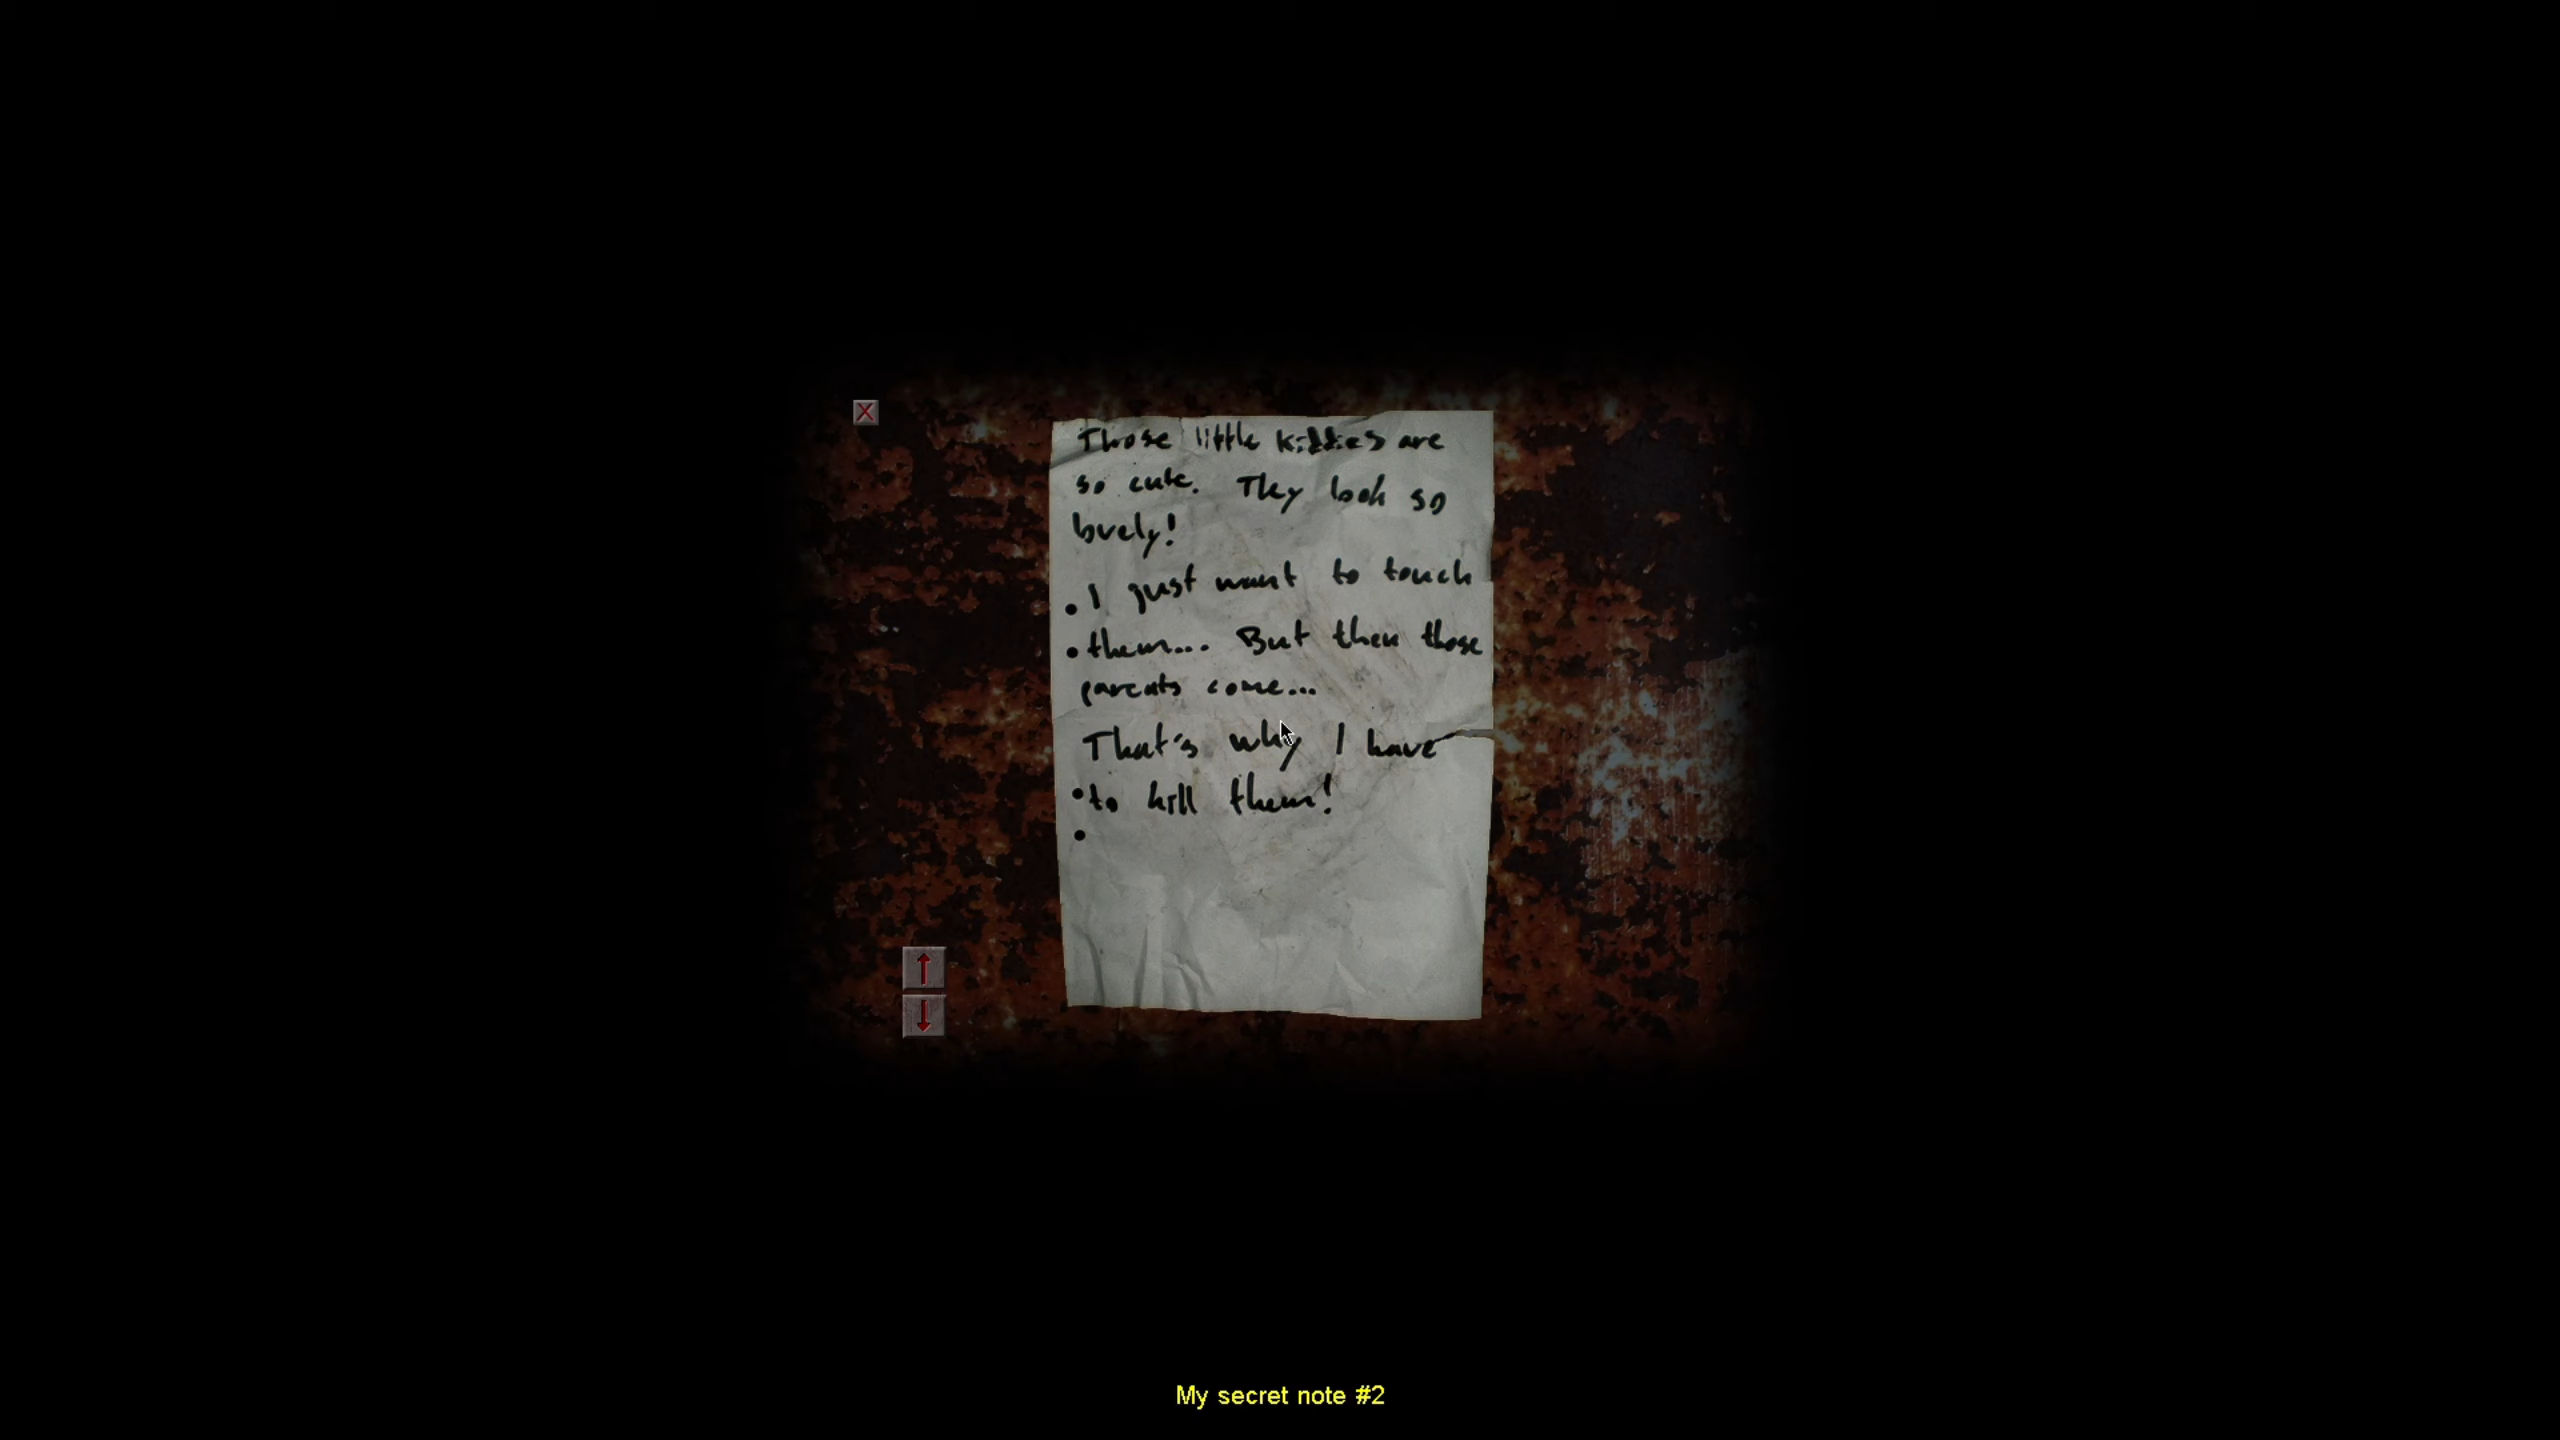 Those little kiddies are
so cute. They look so
lovely!
• I just want to touch
• them... But then those
parents come...
That's why I have
• to kill them!
•
My secret note #2